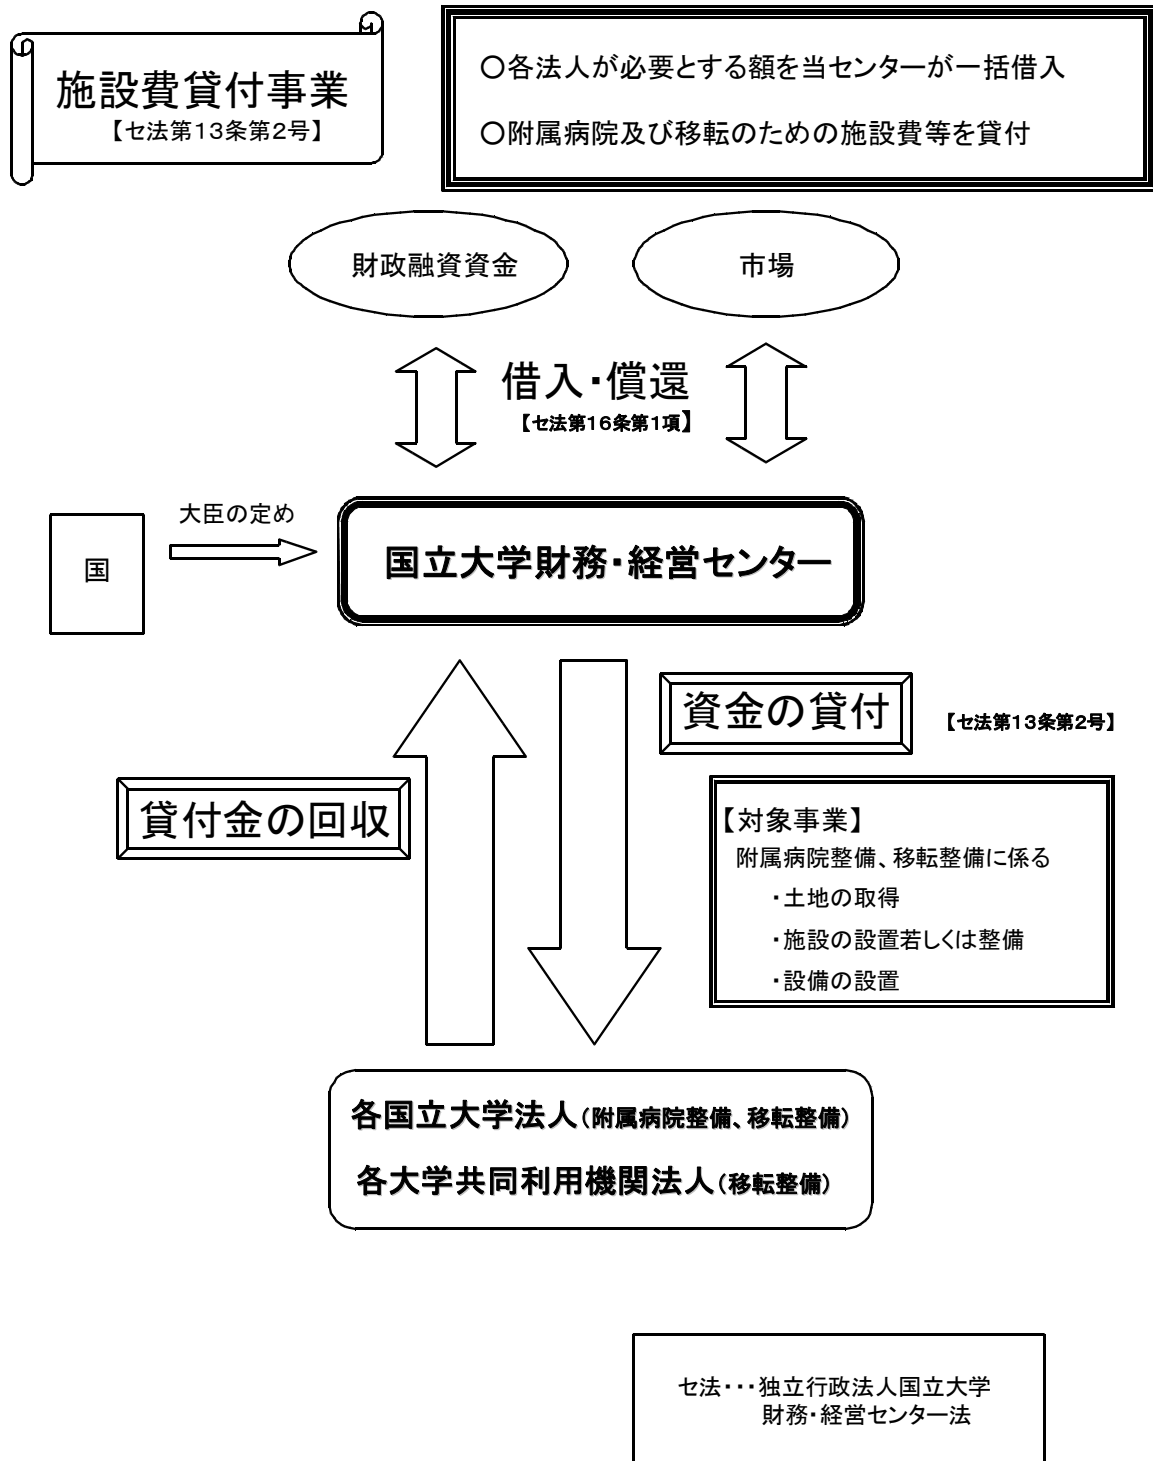 施設費貸付事業
【セ法第13条第2号】
○各法人が必要とする額を当センターが一括借入
○附属病院及び移転のための施設費等を貸付
財政融資資金
市場
借入・償還
【セ法第16条第1項】
大臣の定め
国
国立大学財務・経営センター
資金の貸付
【セ法第13条第2号】
貸付金の回収
【対象事業】
附属病院整備、移転整備に係る
・土地の取得
・施設の設置若しくは整備
・設備の設置
各国立大学法人(附属病院整備、移転整備)
各大学共同利用機関法人(移転整備)
セ法・・・独立行政法人国立大学
財務・経営センター法